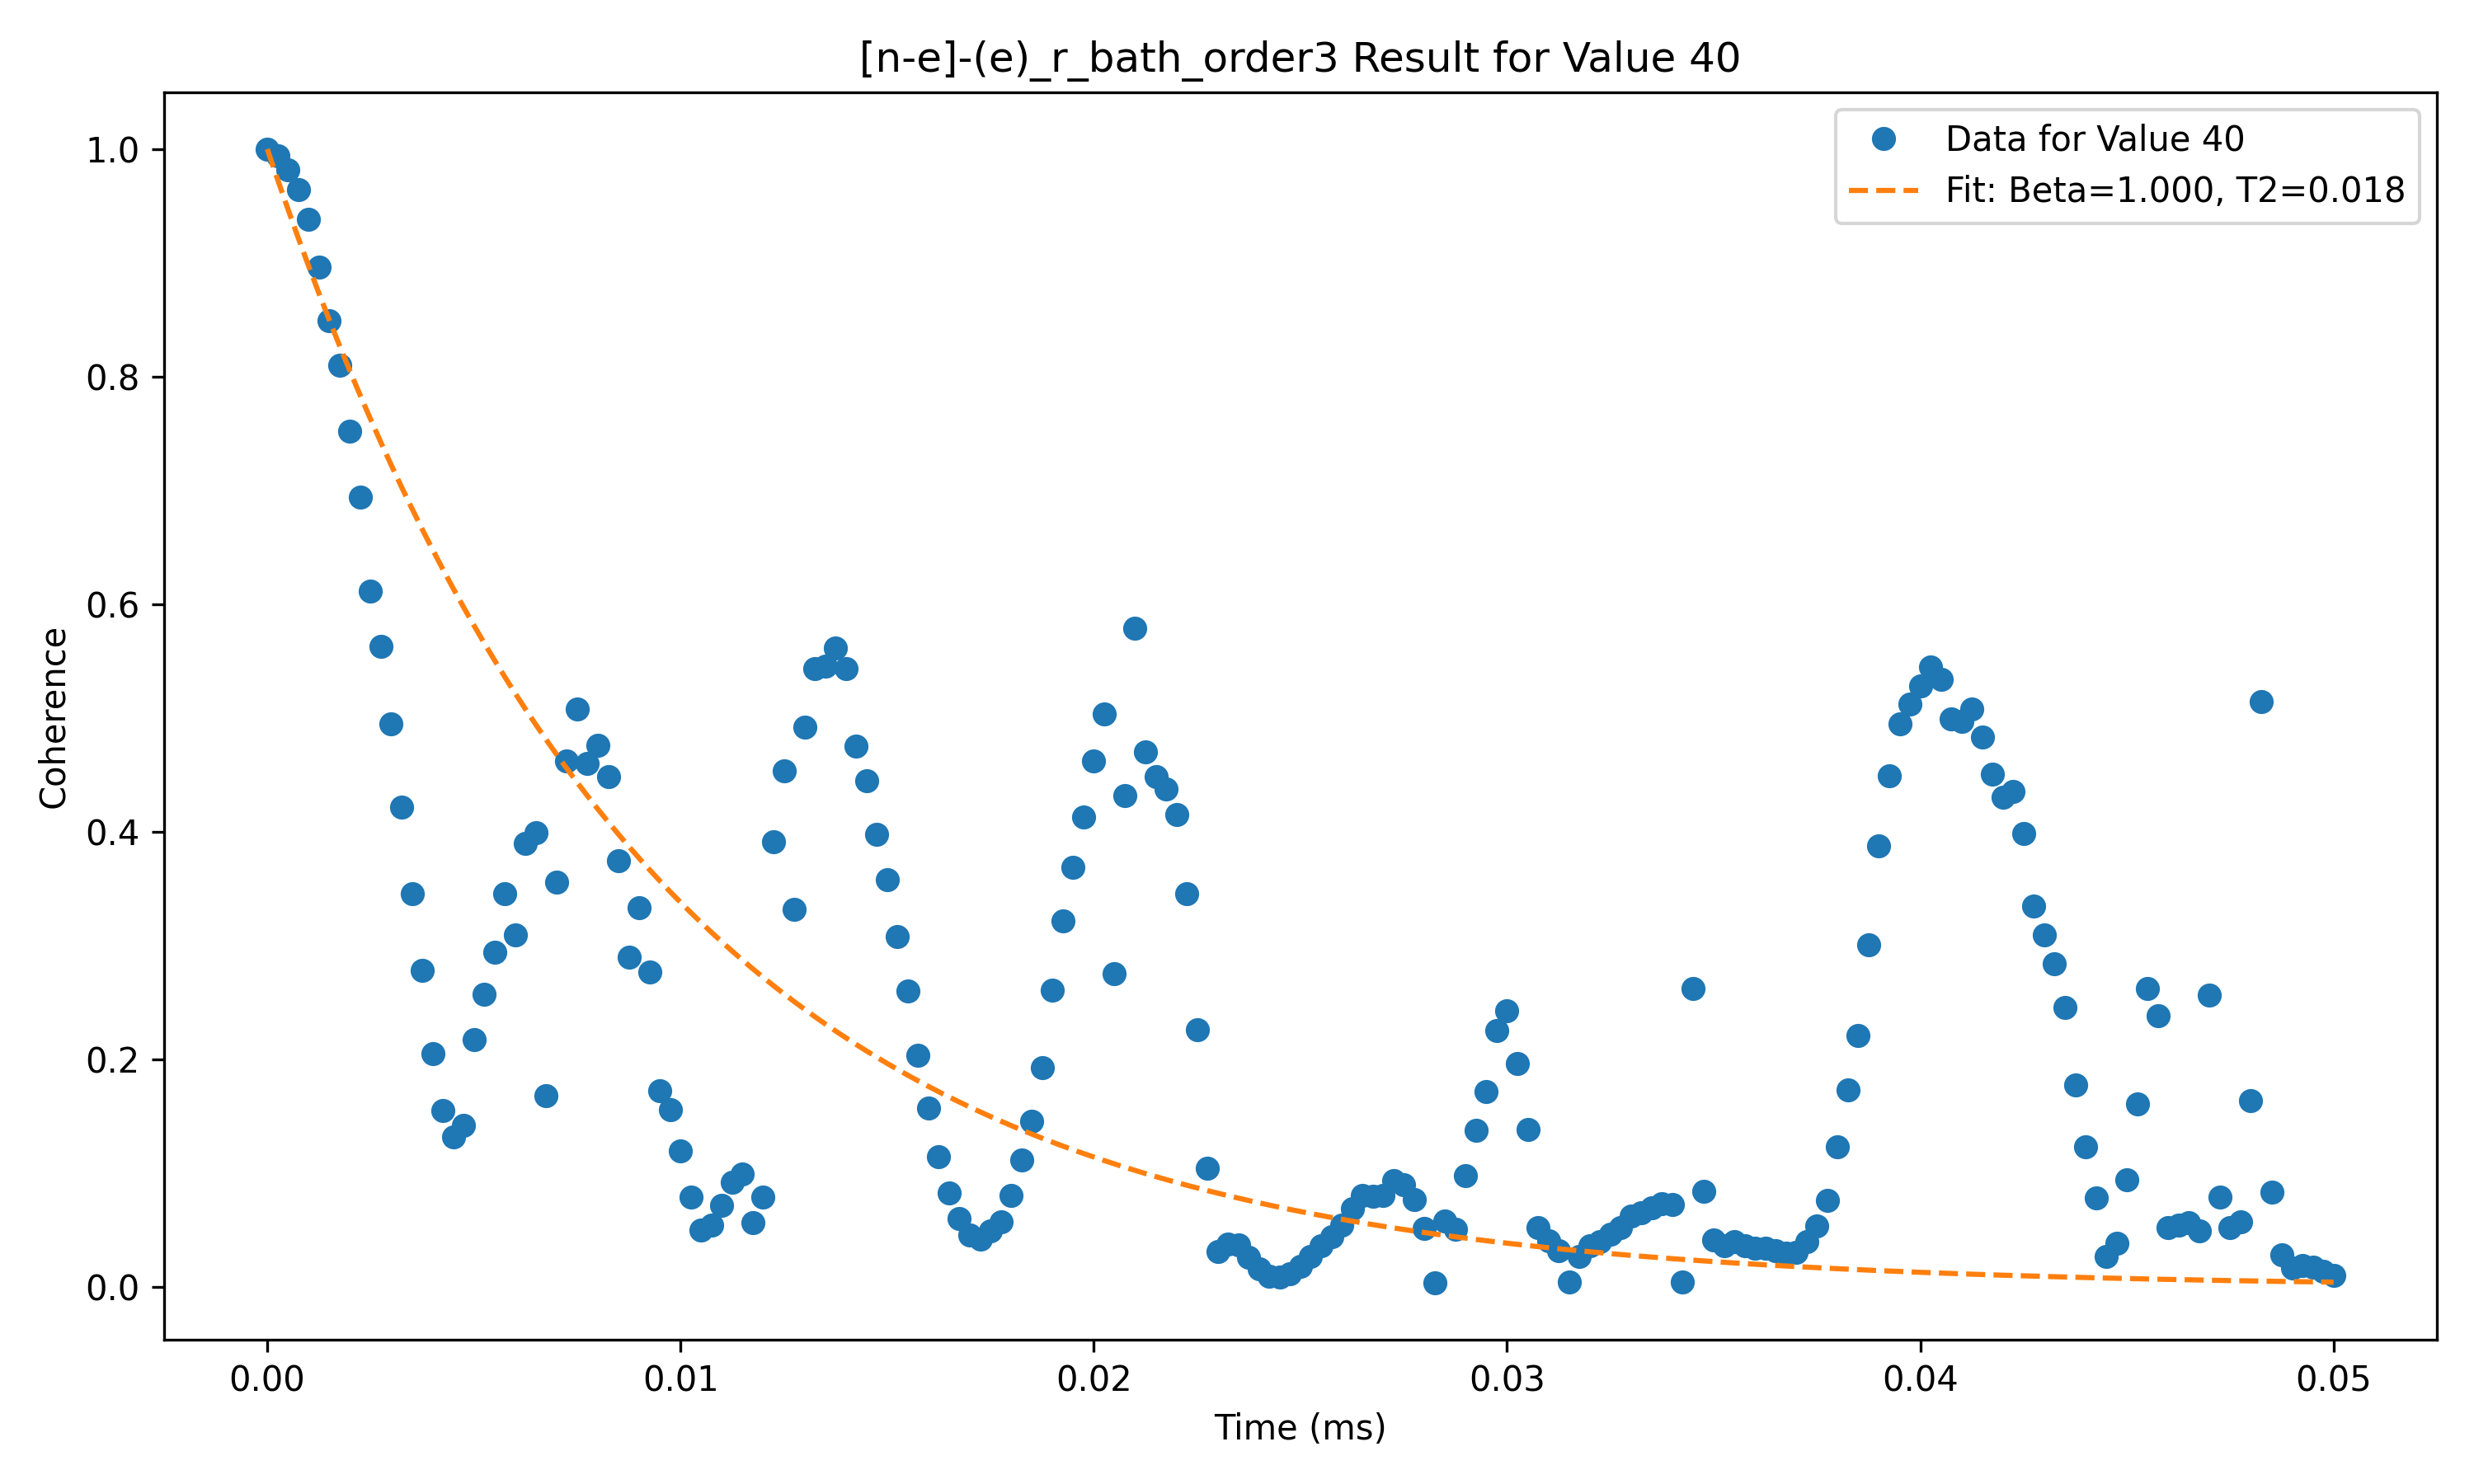 [n-e]-(e)_r_bath_order3 Result for Value 40
Data for Value 40
Fit: Beta=1.000, T2=0.018
Coherence
1.0
0.8
0.6
0.4
0.2
0.0
0.00 0.01 0.02 0.03 0.04 0.05
Time (ms)